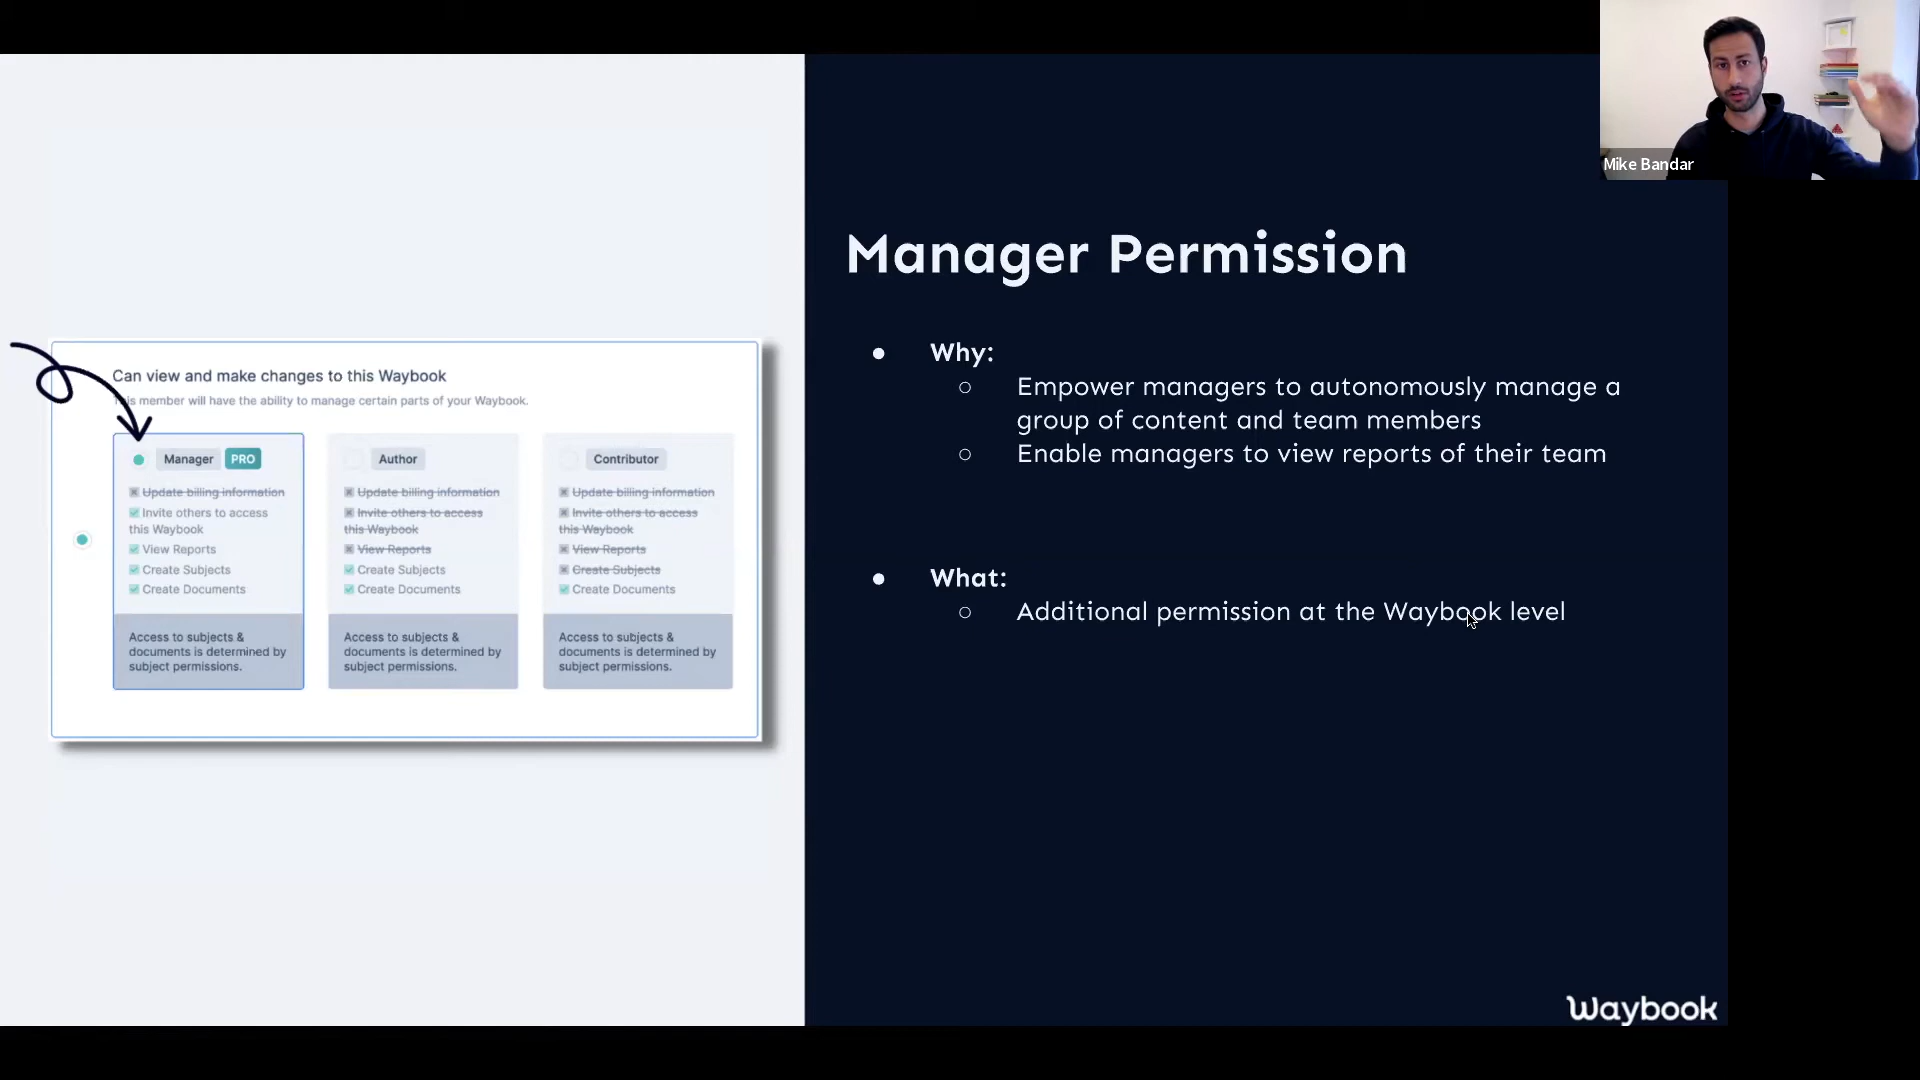 Mike Bandar
Manager Permission
Why:
Empower managers to autonomously manage a
group of content and team members
Enable managers to view reports of their team
What:
Additional permission at the Waybook level
Waybook
Can view and make changes to this Waybook
member will have the ability to manage certain parts of your Waybook.
Manager PRO
Update billing information
Invite others to access
this Waybook
View Reports
Create Subjects
Create Documents
Access to subjects &
documents is determined by
subject permissions.
Author
Update billing information
Invite others to access
this Waybook
View Reports
Create Subjects
Create Documents
Access to subjects &
documents is determined by
subject permissions.
Contributor
Update billing information
Invite others to access
this Waybook
View Reports
Create Subjects
Create Documents
Access to subjects &
documents is determined by
subject permissions.